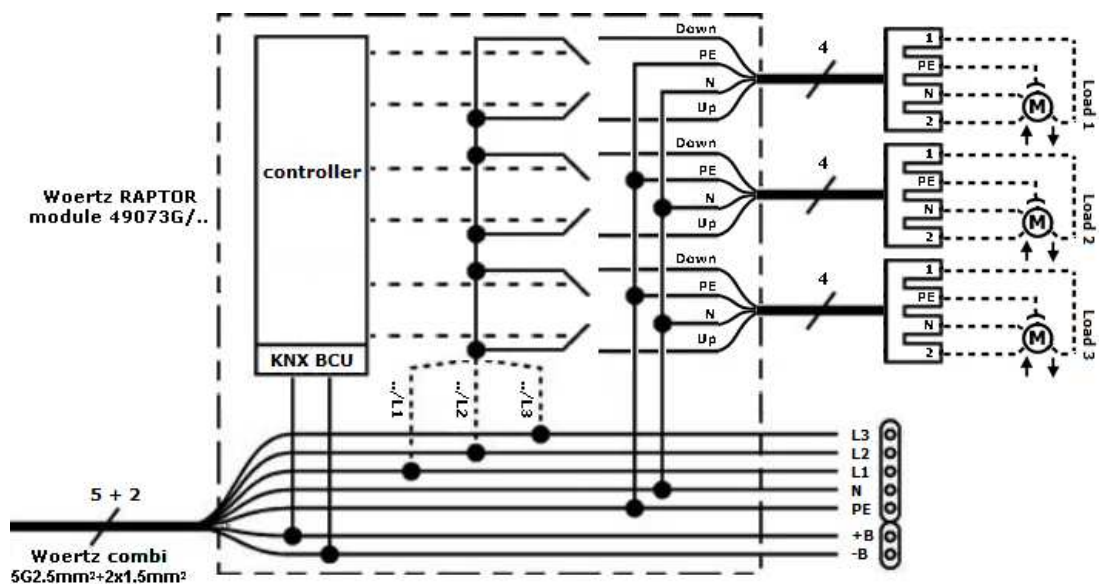 Down
PE
N
Up
4
1
PE
N
2
M
Load 1
controller
Woertz RAPTOR
module 49073G/..
Down
PE
N
Up
4
1
PE
N
2
M
Load 2
Down
PE
N
Up
4
1
PE
N
2
M
Load 3
KNX BCU
../L1
../L2
../L3
L3
L2
L1
N
PE
+B
-B
5 + 2
Woertz combi
5G2.5mm²+2x1.5mm²